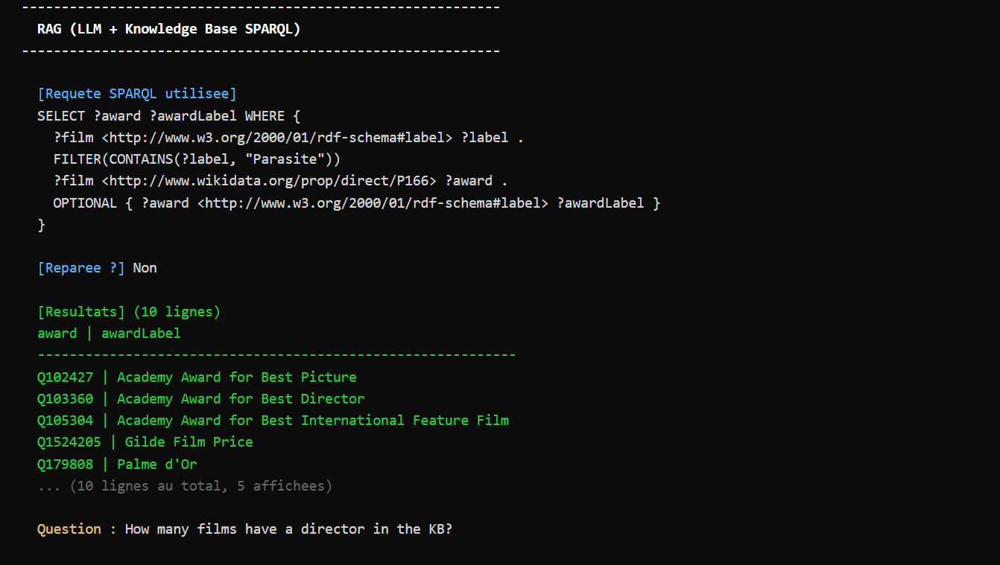 ------------------------------------------------------------
RAG (LLM + Knowledge Base SPARQL)
------------------------------------------------------------
[Requete SPARQL utilisee]
SELECT ?award ?awardLabel WHERE {
?film <http://www.w3.org/2000/01/rdf-schema#label> ?label .
FILTER(CONTAINS(?label, "Parasite"))
?film <http://www.wikidata.org/prop/direct/P166> ?award .
OPTIONAL { ?award <http://www.w3.org/2000/01/rdf-schema#label> ?awardLabel }
}
[Reparee ?] Non
[Resultats] (10 lignes)
award | awardLabel
------------------------------------------------------------
Q102427 | Academy Award for Best Picture
Q103360 | Academy Award for Best Director
Q105304 | Academy Award for Best International Feature Film
Q1524205 | Gilde Film Price
Q179808 | Palme d'Or
... (10 lignes au total, 5 affichees)
Question : How many films have a director in the KB?